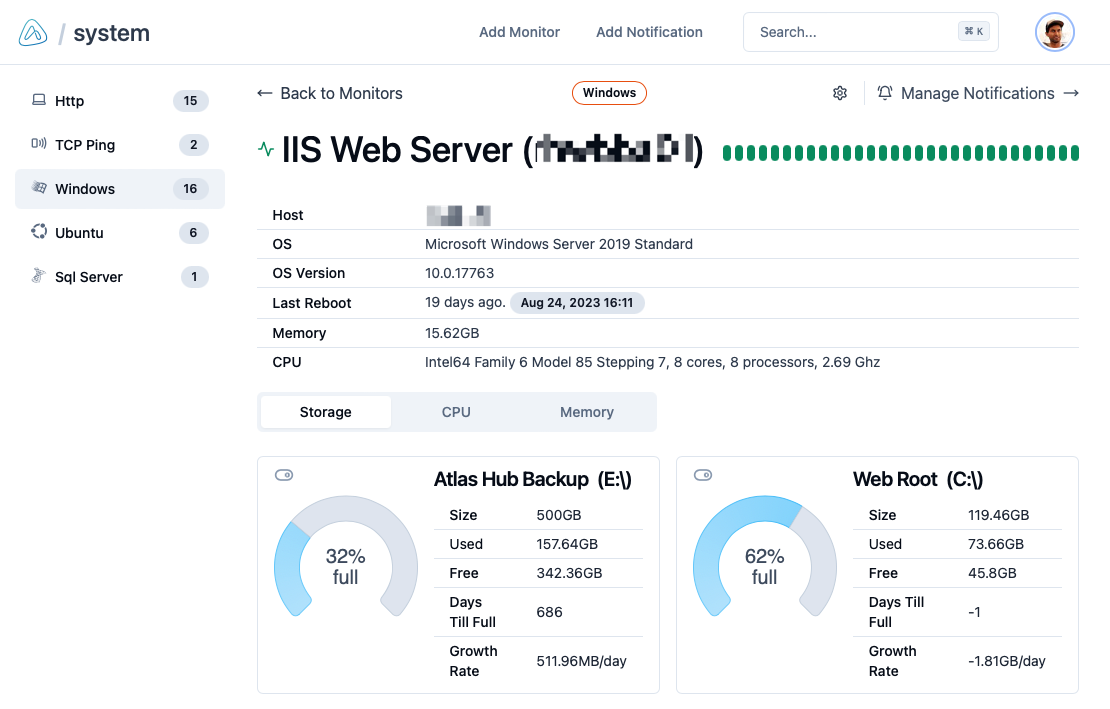 / system
Add Monitor
Add Notification
Search...
⌘ K
Http 15
TCP Ping 2
Windows 16
Ubuntu 6
Sql Server 1
← Back to Monitors
Windows
Manage Notifications →
IIS Web Server (
)
Host
OS Microsoft Windows Server 2019 Standard
OS Version 10.0.17763
Last Reboot 19 days ago. Aug 24, 2023 16:11
Memory 15.62GB
CPU Intel64 Family 6 Model 85 Stepping 7, 8 cores, 8 processors, 2.69 Ghz
Storage CPU Memory
Atlas Hub Backup (E:\)
32%
full
Size 500GB
Used 157.64GB
Free 342.36GB
Days
Till Full 686
Growth
Rate 511.96MB/day
Web Root (C:\)
62%
full
Size 119.46GB
Used 73.66GB
Free 45.8GB
Days Till
Full -1
Growth
Rate -1.81GB/day